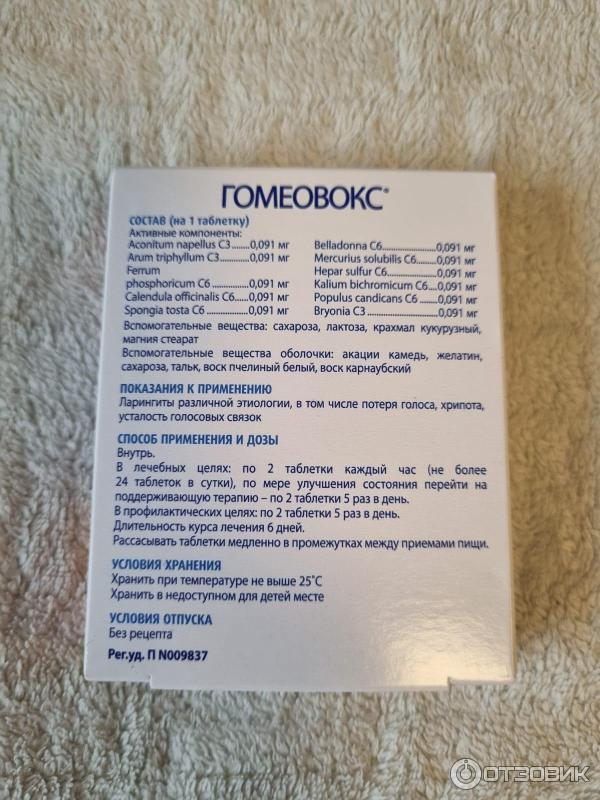 ГОМЕОВОКС®
СОСТАВ (на 1 таблетку)
Активные компоненты:
Aconitum napellus C3.......0,091 мг
Arum triphyllum C3...........0,091 мг
Ferrum
phosphoricum C6..............0,091 мг
Calendula officinalis C6.....0,091 мг
Spongia tosta C6................0,091 мг
Belladonna C6......................0,091 мг
Mercurius solubilis C6.......0,091 мг
Hepar sulfur C6...................0,091 мг
Kalium bichromicum C6....0,091 мг
Populus candicans C6.......0,091 мг
Bryonia C3............................0,091 мг
Вспомогательные вещества: сахароза, лактоза, крахмал кукурузный,
магния стеарат
Вспомогательные вещества оболочки: акации камедь, желатин,
сахароза, тальк, воск пчелиный белый, воск карнаубский
ПОКАЗАНИЯ К ПРИМЕНЕНИЮ
Ларингиты различной этиологии, в том числе потеря голоса, хрипота,
усталость голосовых связок
СПОСОБ ПРИМЕНЕНИЯ И ДОЗЫ
Внутрь.
В лечебных целях: по 2 таблетки каждый час (не более
24 таблеток в сутки), по мере улучшения состояния перейти на
поддерживающую терапию – по 2 таблетки 5 раз в день.
В профилактических целях: по 2 таблетки 5 раз в день.
Длительность курса лечения 6 дней.
Рассасывать таблетки медленно в промежутках между приемами пищи.
УСЛОВИЯ ХРАНЕНИЯ
Хранить при температуре не выше 25˚С
Хранить в недоступном для детей месте
УСЛОВИЯ ОТПУСКА
Без рецепта
Рег.уд. П N009837
ОТЗОВИК